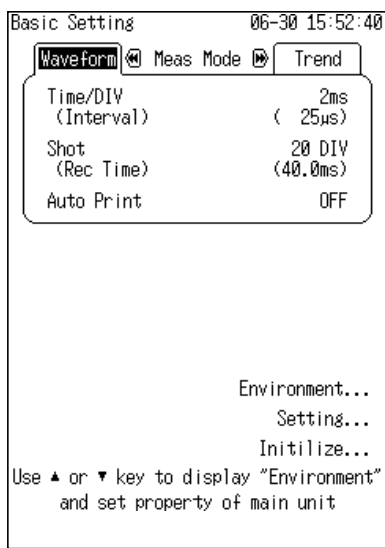 Basic Setting 06-30 15:52:40
Waveform Meas Mode Trend
Time/DIV 2ms
(Interval) ( 25µs)
Shot 20 DIV
(Rec Time) (40.0ms)
Auto Print OFF
Environment...
Setting...
Initilize...
Use ▲ or ▼ key to display "Environment"
and set property of main unit